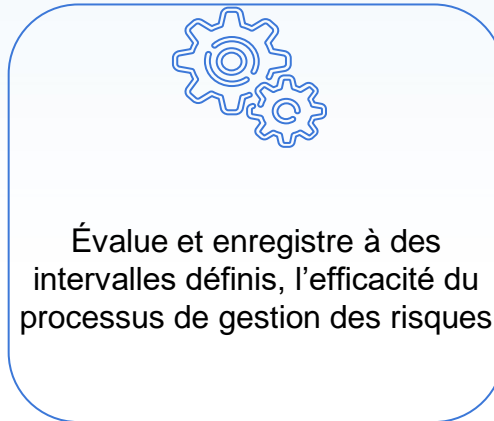 Évalue et enregistre à des
intervalles définis, l’efficacité du
processus de gestion des risques